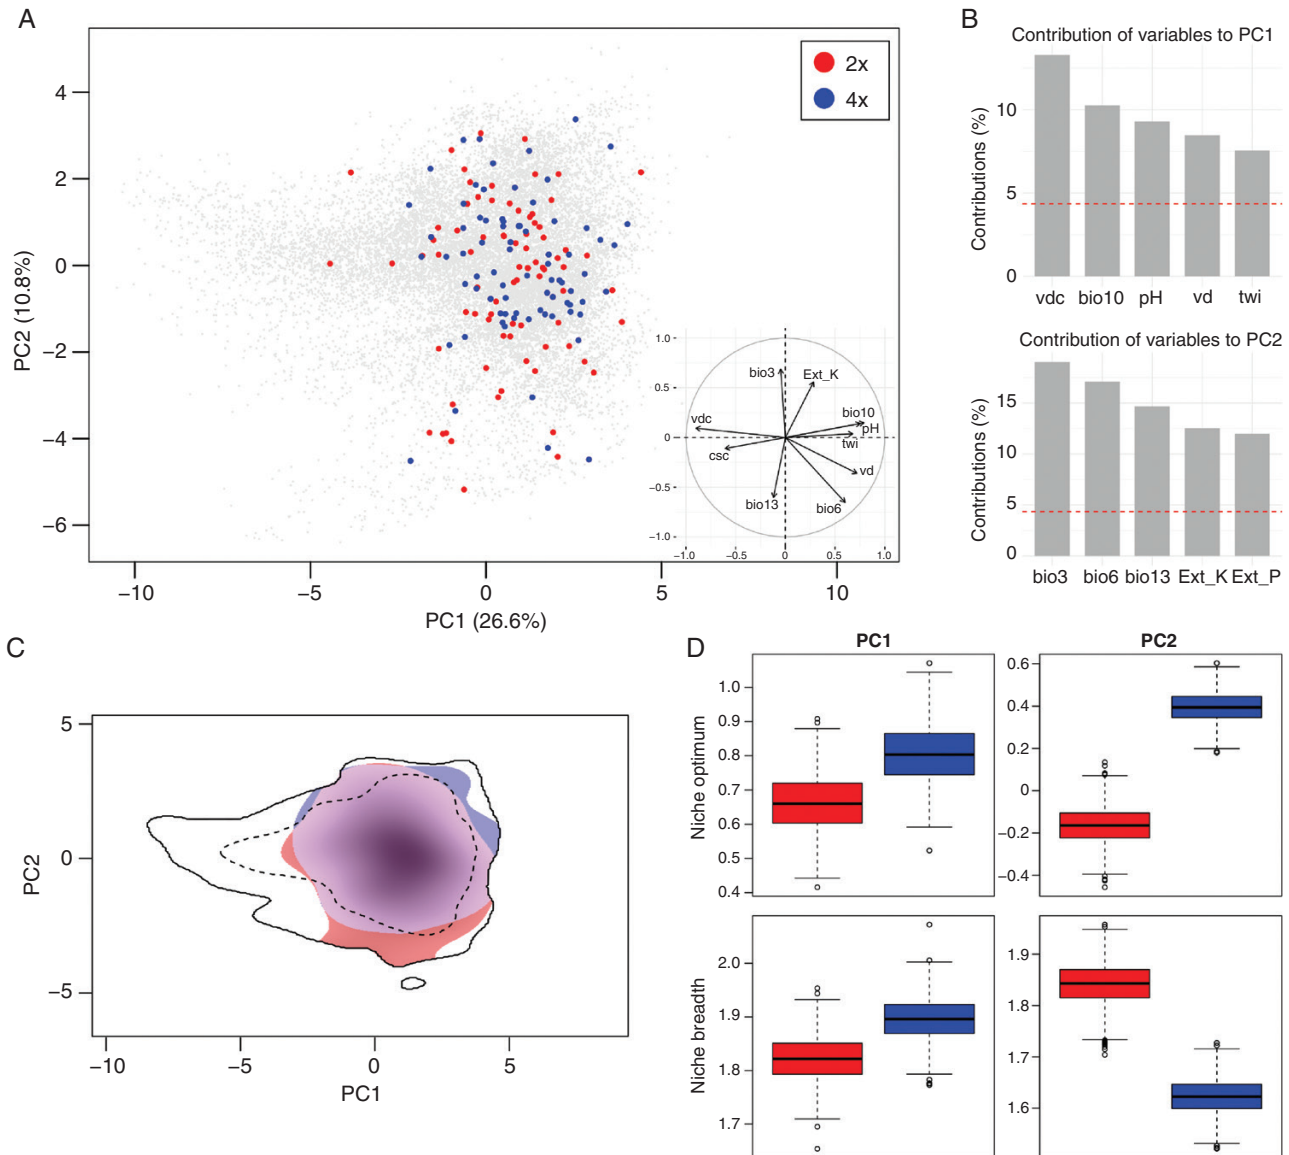 A
PC2 (10.8%)
4
2
0
−2
−4
−6
2x
4x
1.0
0.5
0
−0.5
−1.0
bio3
Ext_K
bio10
pH
twi
vdc
csc
vd
bio13
bio6
−1.0 −0.5 0 0.5 1.0
−10 −5 0 5 10
PC1 (26.6%)
B
Contribution of variables to PC1
Contributions (%)
10
5
0
vdc bio10 pH vd twi
Contribution of variables to PC2
Contributions (%)
15
10
5
0
bio3 bio6 bio13 Ext_K Ext_P
C
PC2
5
0
−5
−10 −5 0 5
PC1
D
PC1
PC2
Niche optimum
1.0
0.9
0.8
0.7
0.6
0.5
0.4
0.6
0.4
0.2
0
−0.2
−0.4
Niche breadth
2.0
1.9
1.8
1.7
1.9
1.8
1.7
1.6